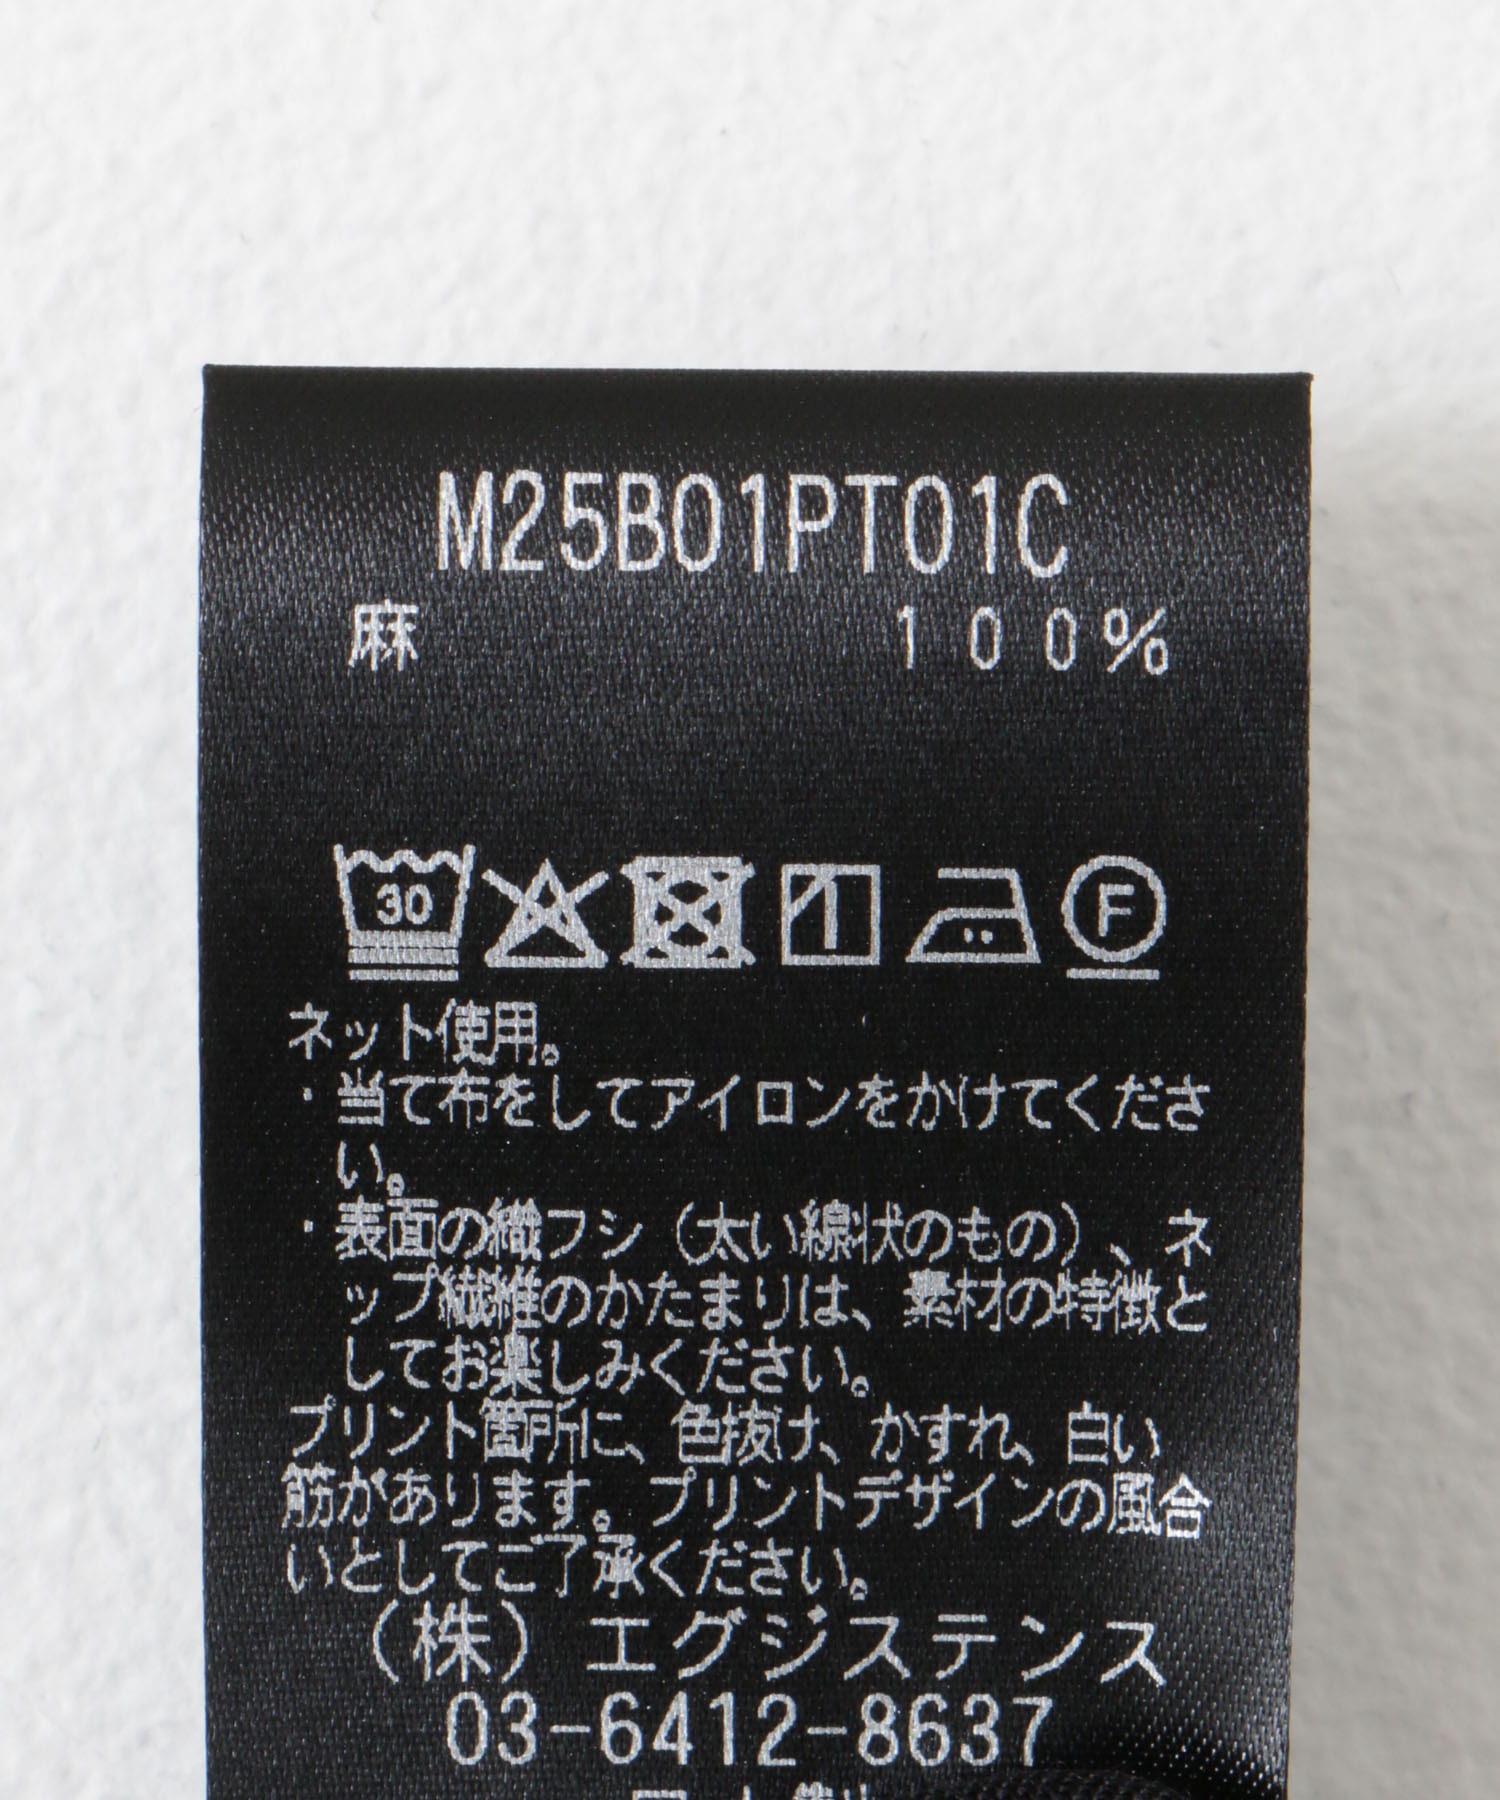 M25B01PT01C
麻 100%
30
F
ネット使用。
・当て布をしてアイロンをかけてくださ
い。
・表面の織フシ（太い線状のもの）、ネ
ップ繊維のかたまりは、素材の特徴と
してお楽しみください。
プリント箇所に、色抜け、かすれ、白い
筋があります。プリントデザインの風合
いとしてご了承ください。
（株）エグジステンス
03-6412-8637